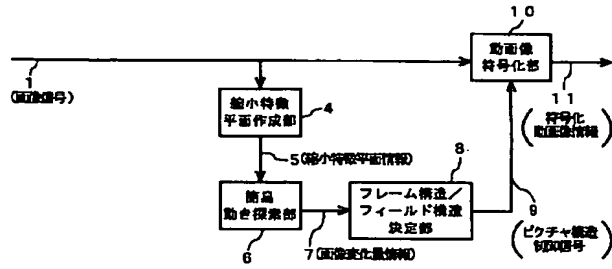 10
動画像
符号化部
1
(画像信号)
11
(符号化
動画像情報)
縮小特徴
平面作成部
4
5(縮小特徴平面情報)
8
簡易
動き探索部
フレーム構造/
フィールド構造
決定部
6
7(画像変化量情報)
9
(ピクチャ構造
制御信号)